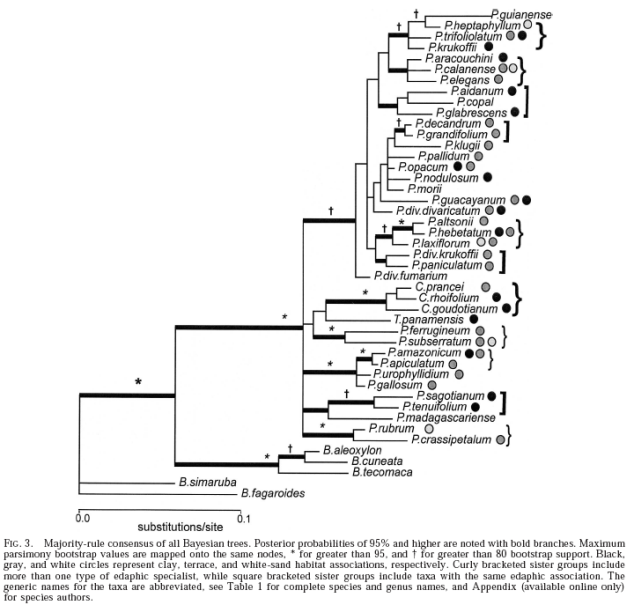 P.guianense
P.heptaphyllum
P.trifoliolatum
P.krukoffii
P.aracouchini
P.calanense
P.elegans
P.aidanum
P.copal
P.glabrescens
P.decandrum
P.grandifolium
P.klugii
P.pallidum
P.opacum
P.nodulosum
P.morii
P.guacayanum
P.div.divaricatum
P.altsonii
P.hebetatum
P.laxiflorum
P.div.krukoffii
P.paniculatum
P.div.fumarium
C.prancei
C.rhoifolium
C.goudotianum
T.panamensis
P.ferrugineum
P.subserratum
P.amazonicum
P.apiculatum
P.urophyllidium
P.gallosum
P.sagotianum
P.tenuifolium
P.madagascariense
P.rubrum
P.crassipetalum
B.aleoxylon
B.cuneata
B.tecomaca
B.simaruba
B.fagaroides
0.0 0.1
substitutions/site
FIG. 3. Majority-rule consensus of all Bayesian trees. Posterior probabilities of 95% and higher are noted with bold branches. Maximum
parsimony bootstrap values are mapped onto the same nodes, * for greater than 95, and † for greater than 80 bootstrap support. Black,
gray, and white circles represent clay, terrace, and white-sand habitat associations, respectively. Curly bracketed sister groups include
more than one type of edaphic specialist, while square bracketed sister groups include taxa with the same edaphic association. The
generic names for the taxa are abbreviated, see Table 1 for complete species and genus names, and Appendix (available online only)
for species authors.